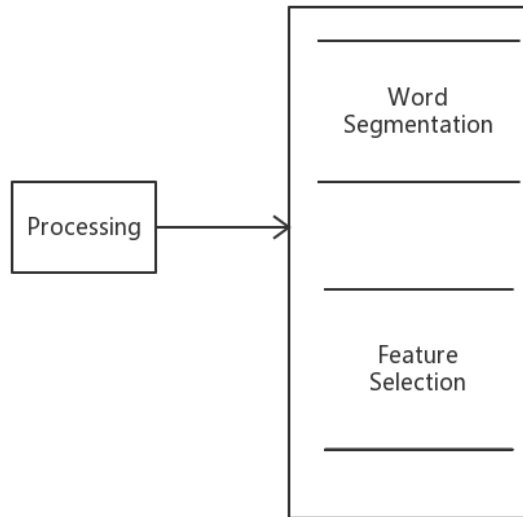 Word
Segmentation
Processing
Feature
Selection